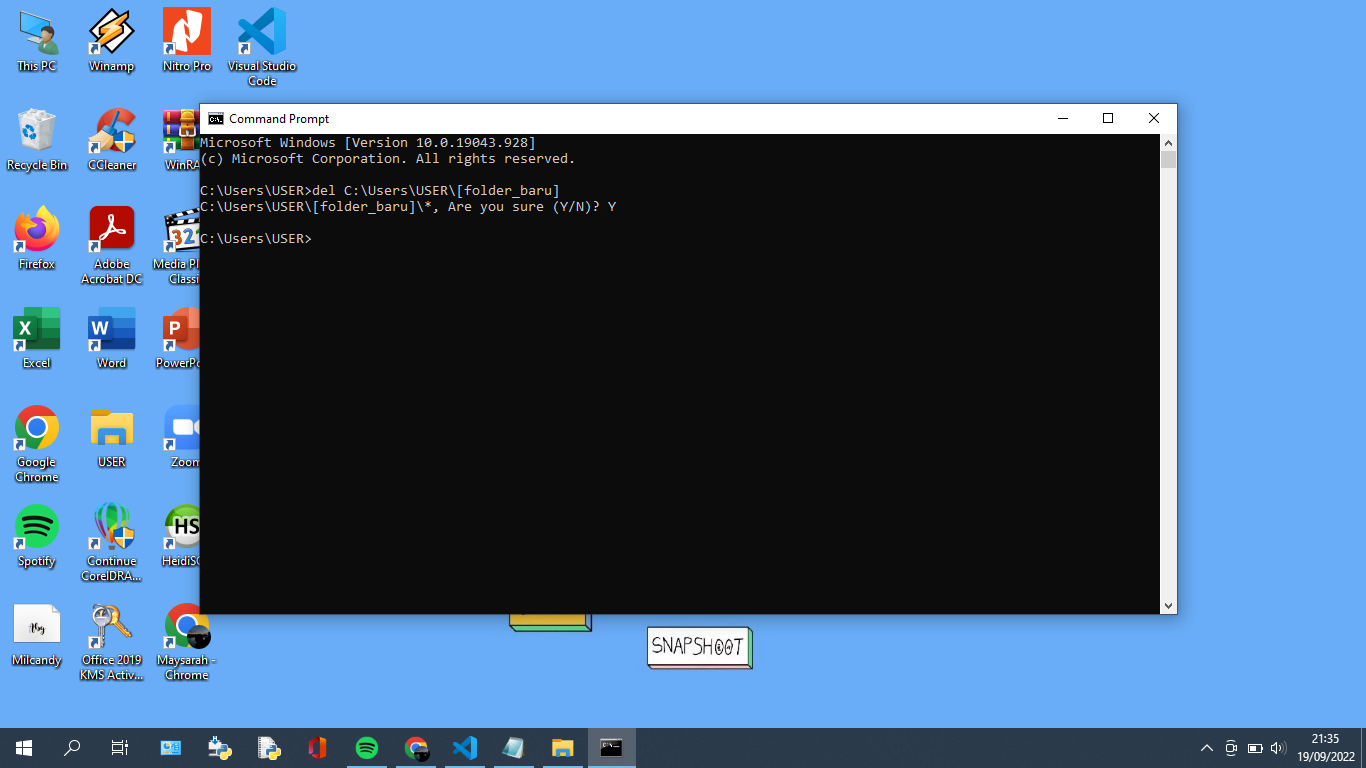 This PC
Winamp
Nitro Pro
Visual Studio
Code
Recycle Bin
CCleaner
WinRA
Firefox
Adobe
Acrobat DC
Media Pl
Classi
Excel
Word
PowerPo
Google
Chrome
USER
Zoom
Spotify
Continue
CorelDRA...
HeidiSQ
Milcandy
Office 2019
KMS Activ...
Maysarah -
Chrome
Command Prompt
Microsoft Windows [Version 10.0.19043.928]
(c) Microsoft Corporation. All rights reserved.
C:\Users\USER>del C:\Users\USER\[folder_baru]
C:\Users\USER\[folder_baru]\*, Are you sure (Y/N)? Y
C:\Users\USER>
SNAPSHOOT
21:35
19/09/2022